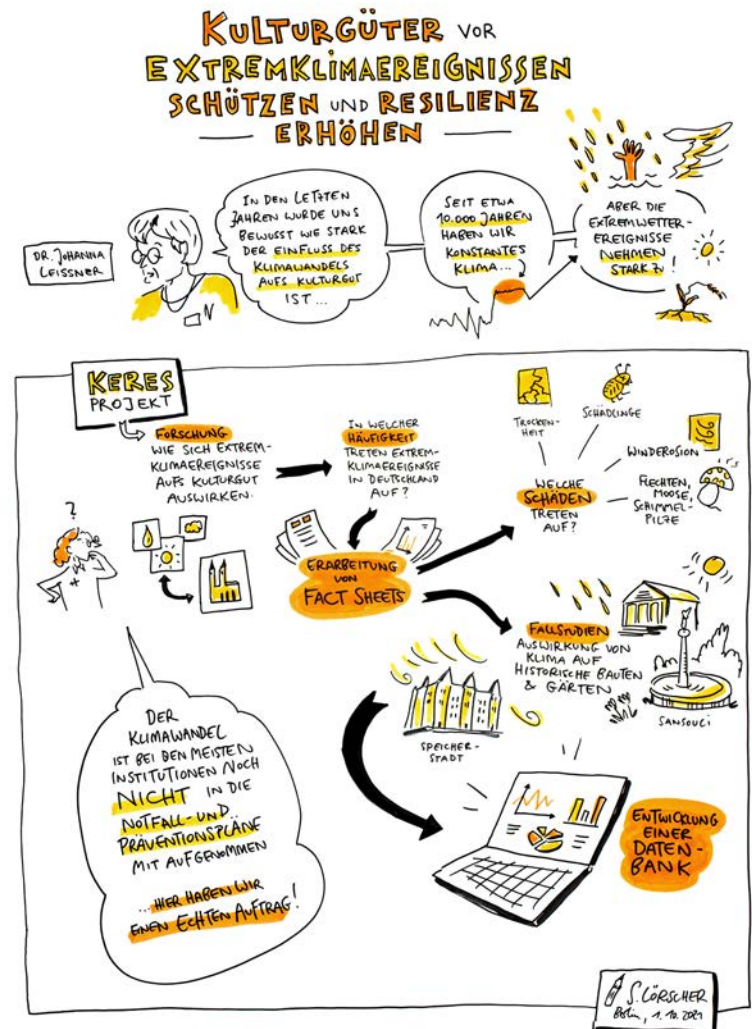 KULTURGÜTER VOR
EXTREMKLIMAEREIGNISSEN
SCHÜTZEN UND RESILIENZ
ERHÖHEN
DR. JOHANNA
LEISSNER
IN DEN LETZTEN
JAHREN WURDE UNS
BEWUSST WIE STARK
DER EINFLUSS DES
KLIMAWANDELS
AUFS KULTURGUT
IST...
SEIT ETWA
10.000 JAHREN
HABEN WIR
KONSTANTES
KLIMA...
ABER DIE
EXTREMWETTER-
EREIGNISSE
NEHMEN
STARK ZU!
KERES
PROJEKT
FORSCHUNG
WIE SICH EXTREM-
KLIMAEREIGNISSE
AUFS KULTURGUT
AUSWIRKEN.
IN WELCHER
HÄUFIGKEIT
TRETEN EXTREM-
KLIMAEREIGNISSE
IN DEUTSCHLAND
AUF?
TROCKEN-
HEIT
SCHÄDLINGE
WINDEROSION
FLECHTEN,
MOOSE,
SCHIMMEL-
PILZE
WELCHE
SCHÄDEN
TRETEN
AUF?
?
ERARBEITUNG
VON
FACT SHEETS
FALLSTUDIEN
AUSWIRKUNG VON
KLIMA AUF
HISTORISCHE BAUTEN
& GÄRTEN
SANSOUCI
SPEICHER-
STADT
DER
KLIMAWANDEL
IST BEI DEN MEISTEN
INSTITUTIONEN NOCH
NICHT IN DIE
NOTFALL- UND
PRÄVENTIONSPLÄNE
MIT AUFGENOMMEN
...HIER HABEN WIR
EINEN ECHTEN AUFTRAG!
ENTWICKLUNG
EINER
DATEN-
BANK
S. LÖRSCHER
Berlin, 1.10.2021